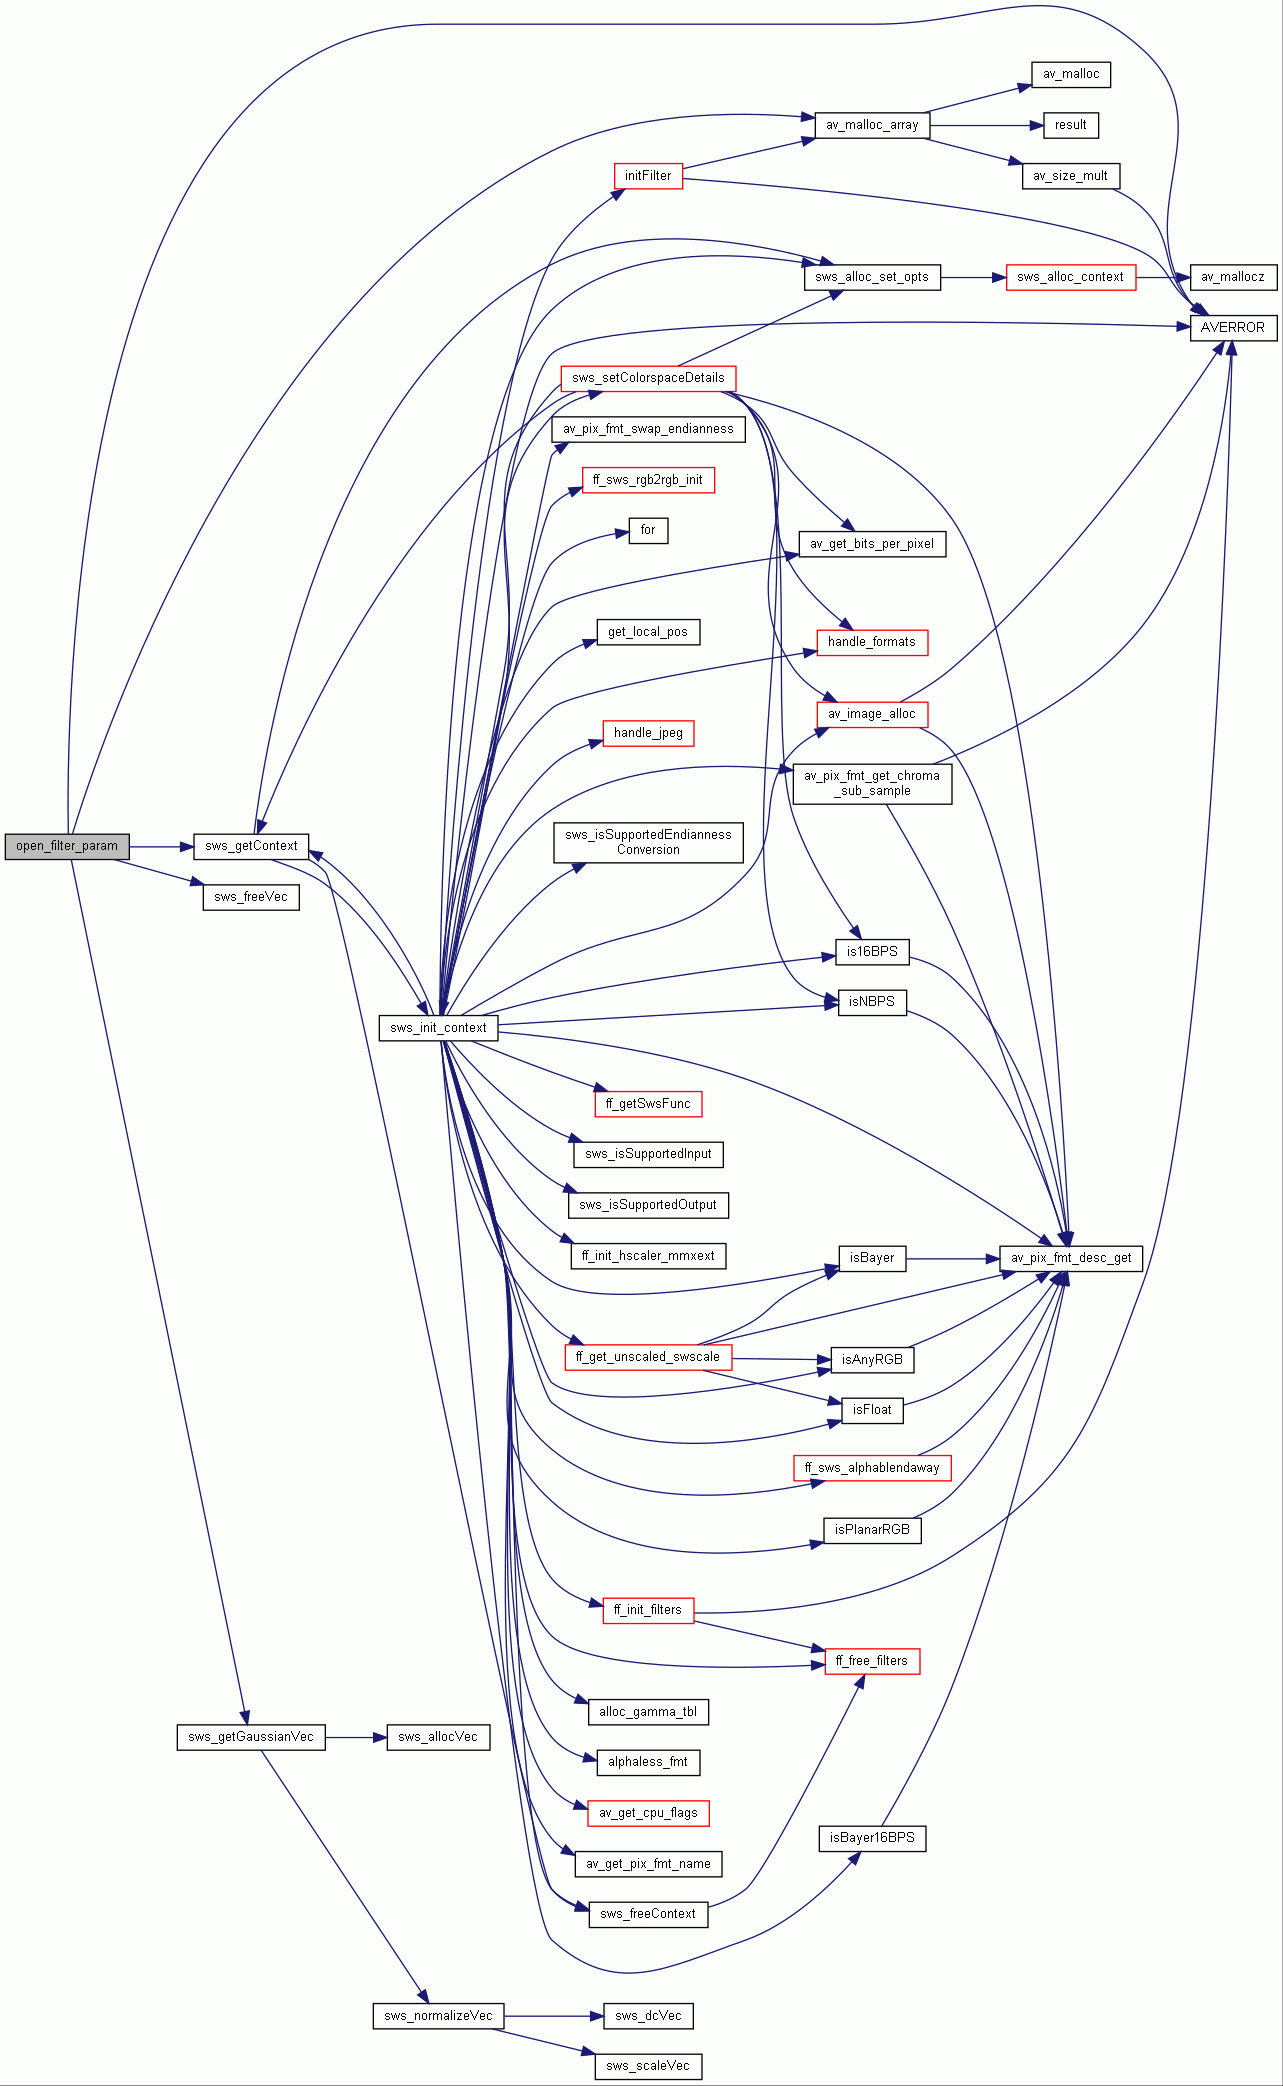 av_malloc
av_malloc_array
result
initFilter
av_size_mult
sws_alloc_set_opts
sws_alloc_context
av_mallocz
AVERROR
sws_setColorspaceDetails
av_pix_fmt_swap_endianness
ff_sws_rgb2rgb_init
for
av_get_bits_per_pixel
get_local_pos
handle_formats
av_image_alloc
handle_jpeg
av_pix_fmt_get_chroma
_sub_sample
open_filter_param
sws_getContext
sws_isSupportedEndianness
Conversion
sws_freeVec
is16BPS
isNBPS
sws_init_context
ff_getSwsFunc
sws_isSupportedInput
sws_isSupportedOutput
ff_init_hscaler_mmxext
isBayer
av_pix_fmt_desc_get
ff_get_unscaled_swscale
isAnyRGB
isFloat
ff_sws_alphablendaway
isPlanarRGB
ff_init_filters
ff_free_filters
alloc_gamma_tbl
sws_getGaussianVec
sws_allocVec
alphaless_fmt
av_get_cpu_flags
isBayer16BPS
av_get_pix_fmt_name
sws_freeContext
sws_normalizeVec
sws_dcVec
sws_scaleVec